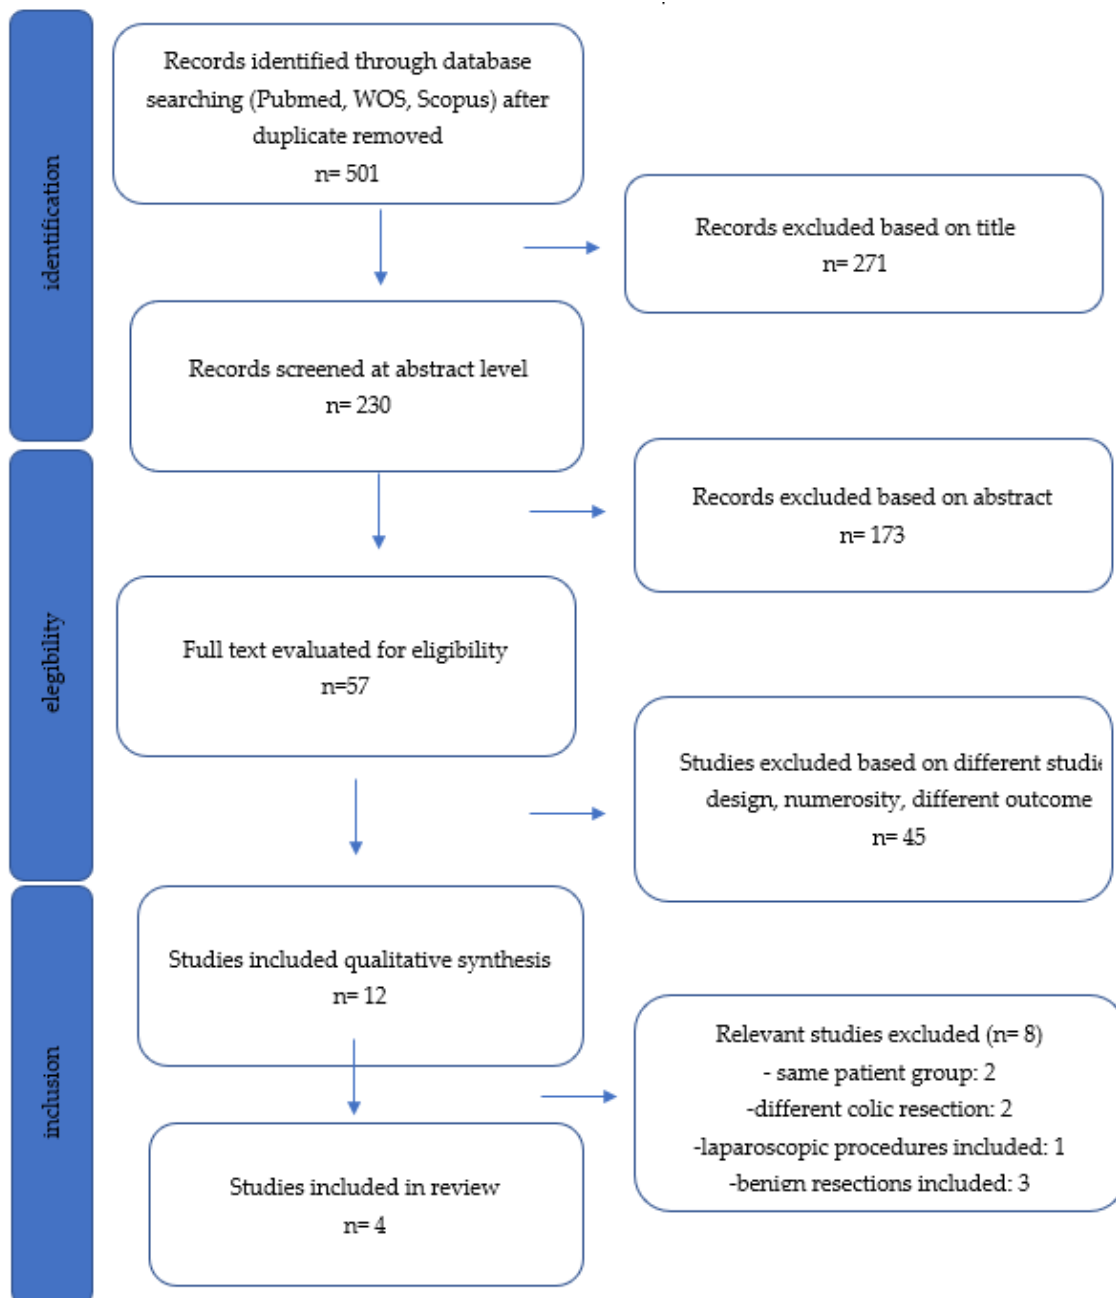 identification
Records identified through database
searching (Pubmed, WOS, Scopus) after
duplicate removed
n= 501
Records excluded based on title
n= 271
Records screened at abstract level
n= 230
elegibility
Records excluded based on abstract
n= 173
Full text evaluated for eligibility
n=57
Studies excluded based on different studie
design, numerosity, different outcome
n= 45
inclusion
Studies included qualitative synthesis
n= 12
Relevant studies excluded (n= 8)
- same patient group: 2
-different colic resection: 2
-laparoscopic procedures included: 1
-benign resections included: 3
Studies included in review
n= 4